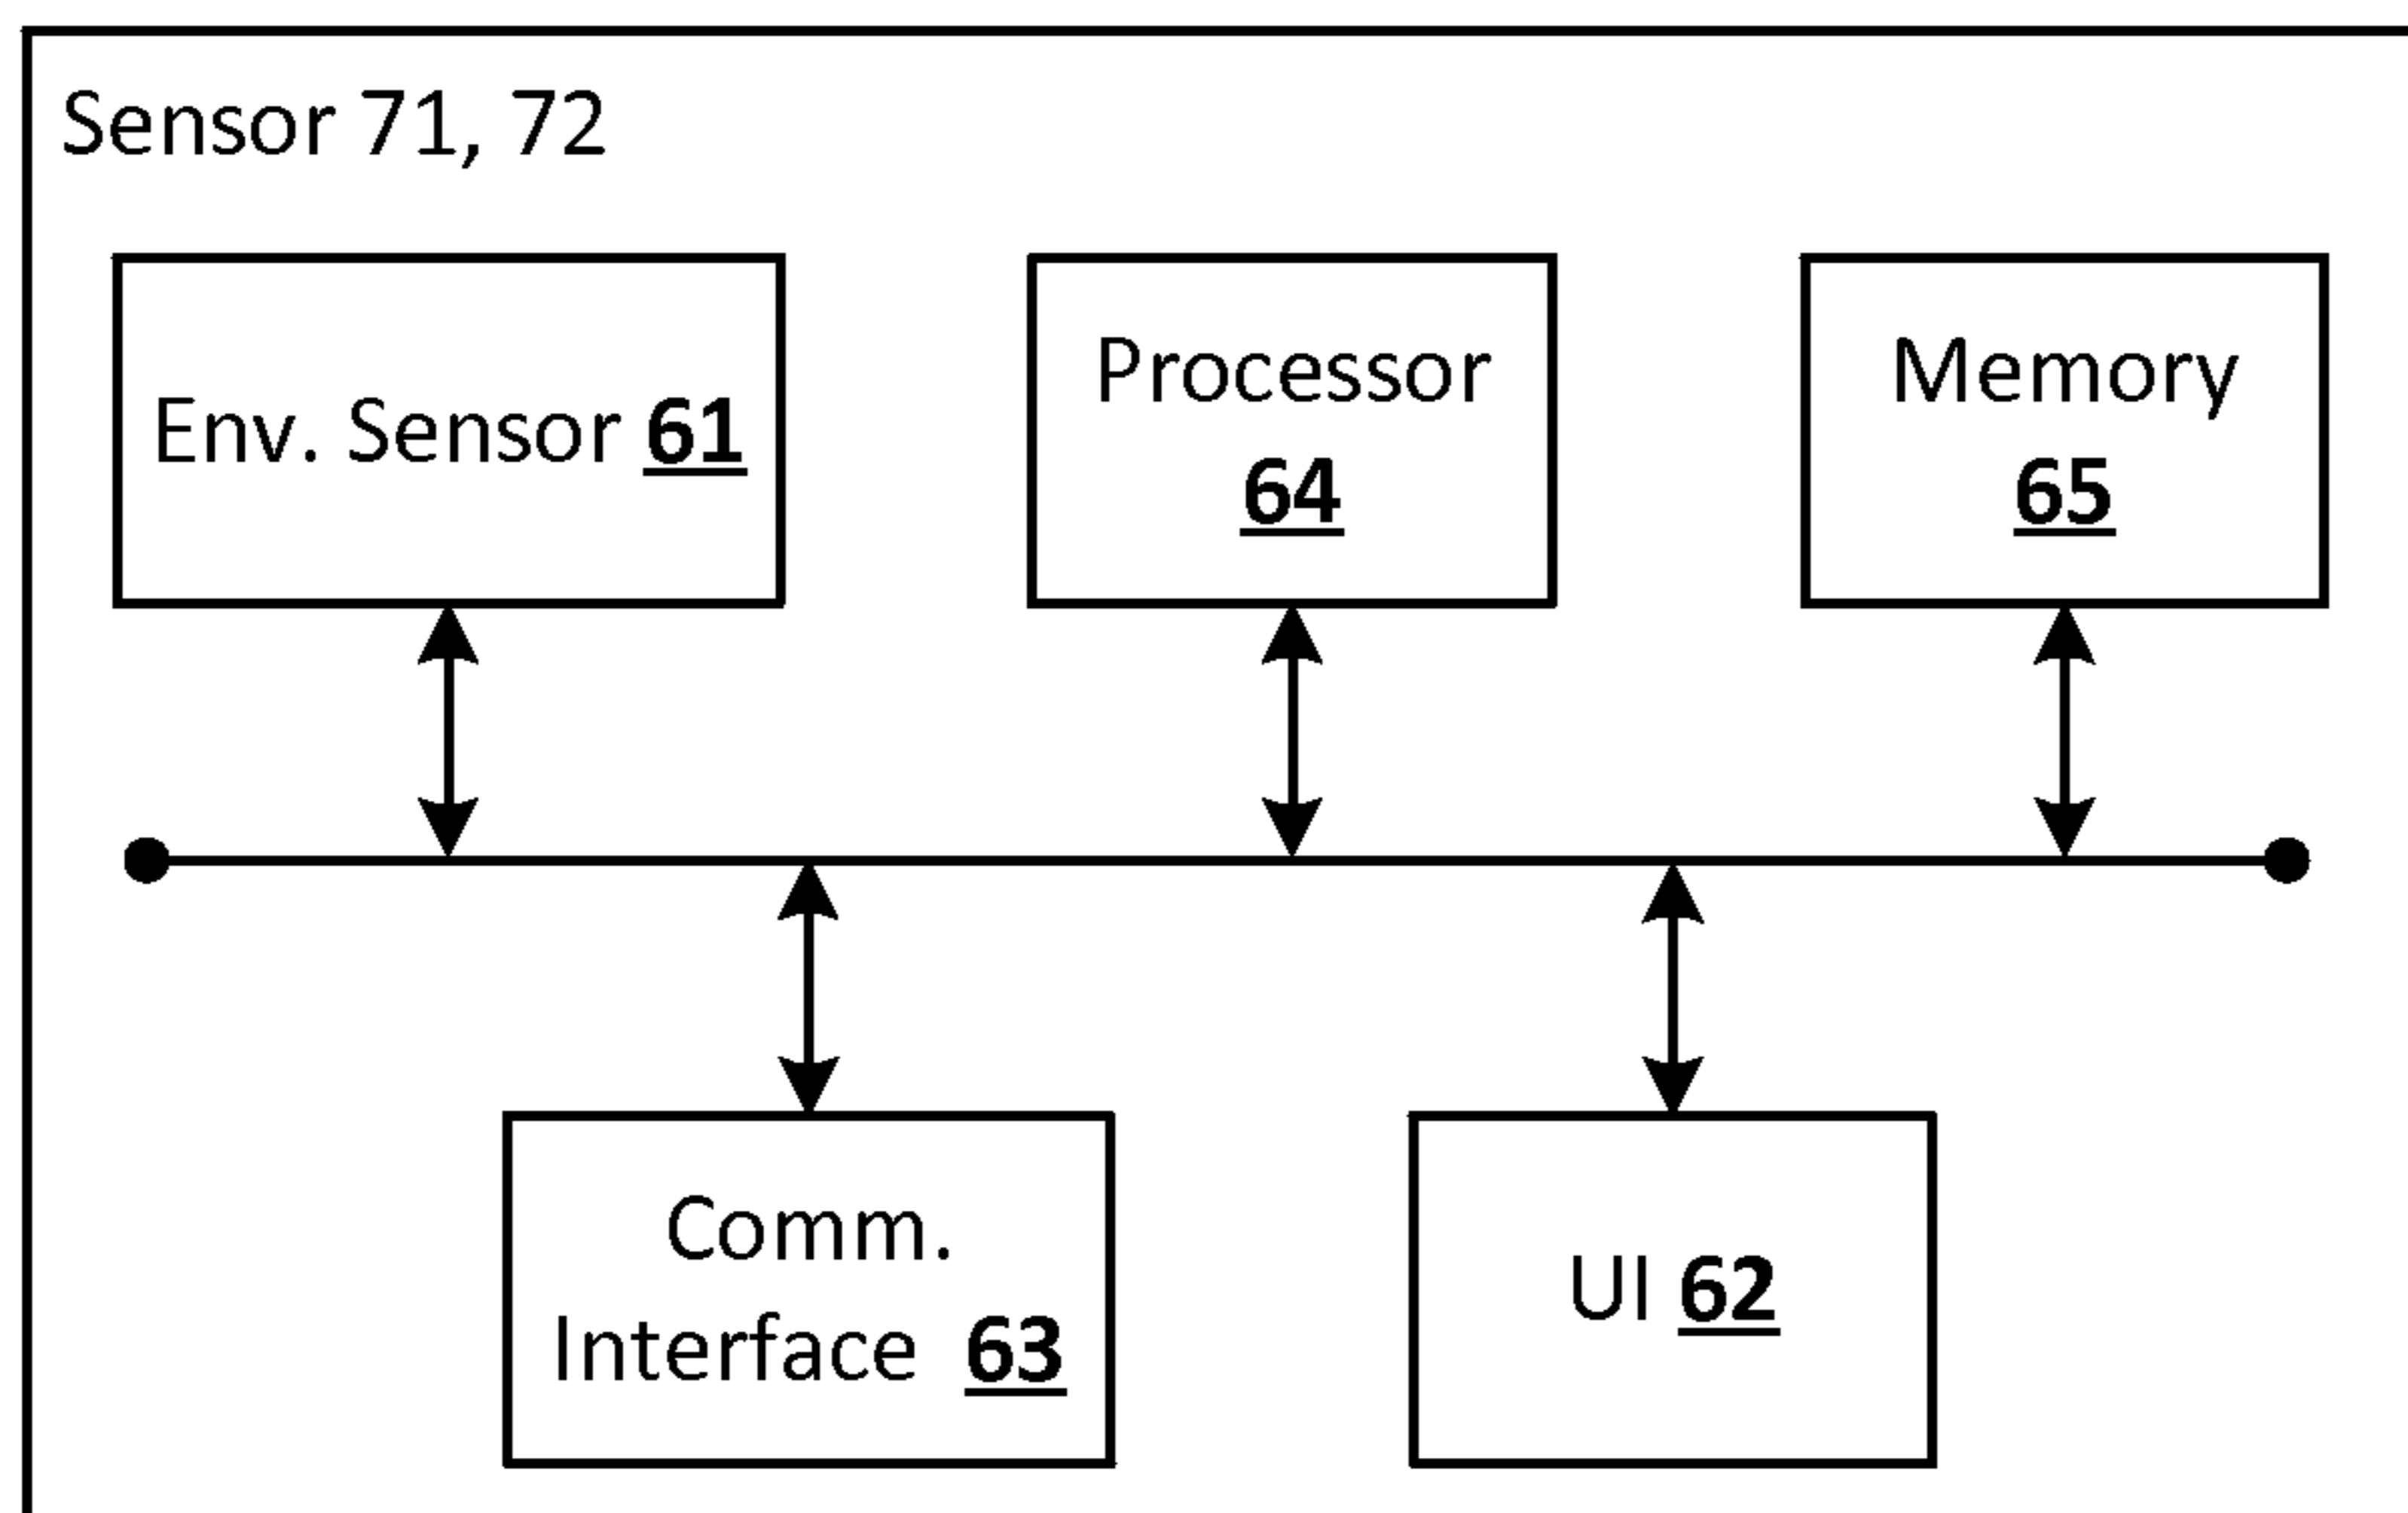 Sensor 71, 72
Env. Sensor 61
Processor
64
Memory
65
Comm.
Interface 63
UI 62